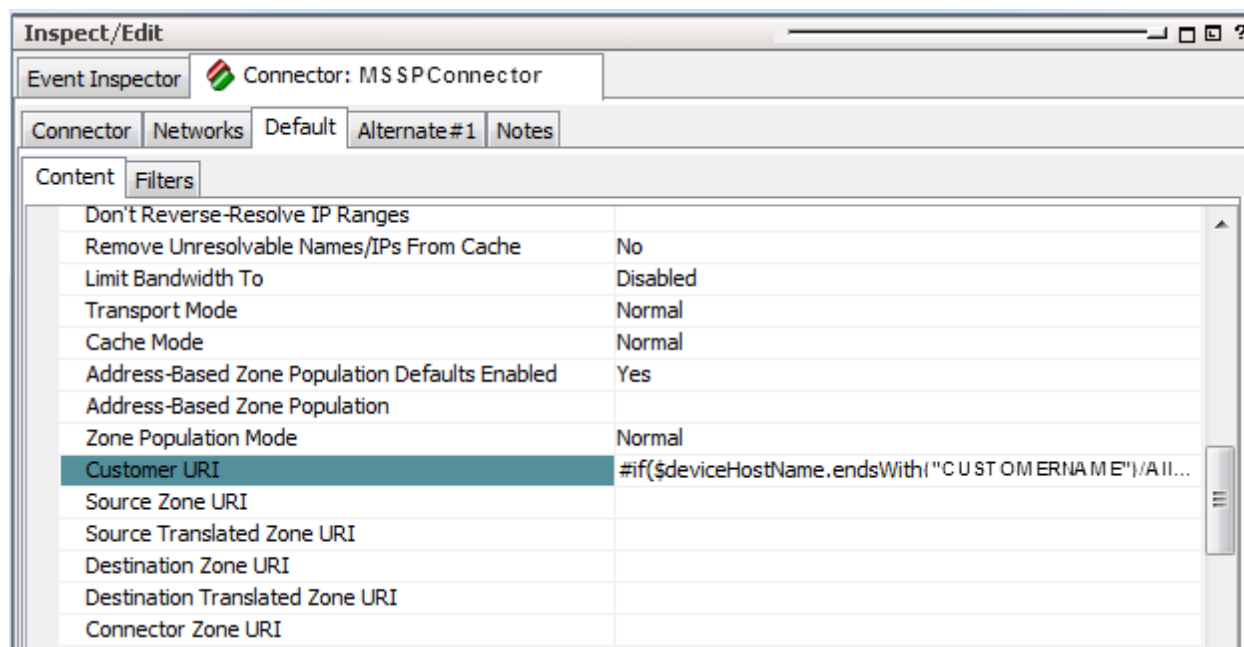 Inspect/Edit ?
Event Inspector Connector: MSSPConnector
Connector Networks Default Alternate#1 Notes
Content Filters
Don't Reverse-Resolve IP Ranges
Remove Unresolvable Names/IPs From Cache No
Limit Bandwidth To Disabled
Transport Mode Normal
Cache Mode Normal
Address-Based Zone Population Defaults Enabled Yes
Address-Based Zone Population
Zone Population Mode Normal
Customer URI #if($deviceHostName.endsWith("CUSTOMERNAME")/All...
Source Zone URI
Source Translated Zone URI
Destination Zone URI
Destination Translated Zone URI
Connector Zone URI